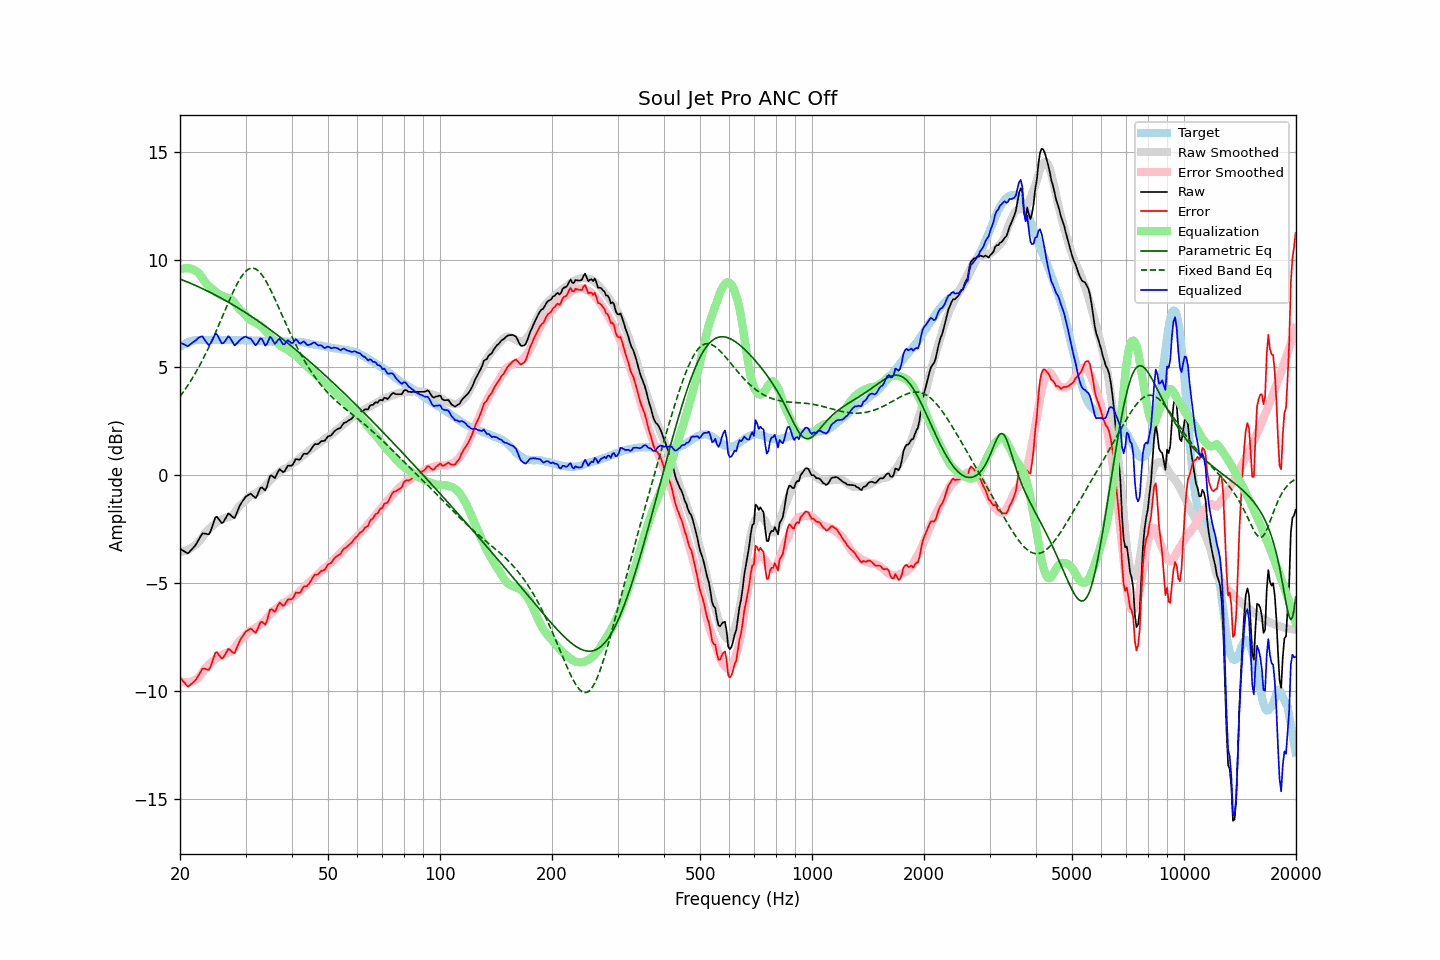 Soul Jet Pro ANC Off
Target
Raw Smoothed
Error Smoothed
Raw
Error
Equalization
Parametric Eq
Fixed Band Eq
Equalized
15
10
5
0
−5
−10
−15
Amplitude (dBr)
20 50 100 200 500 1000 2000 5000 10000 20000
Frequency (Hz)